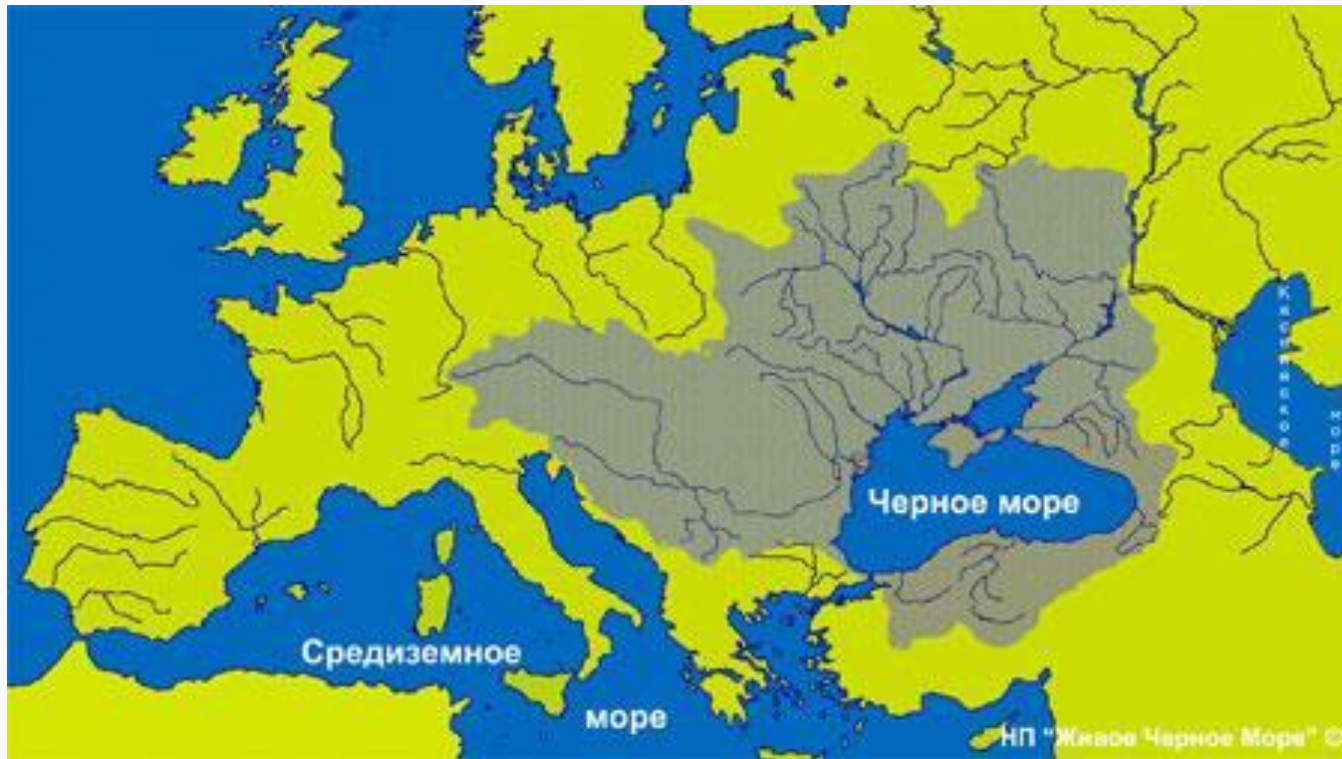 Каспийское
море
Черное море
Средиземное
море
НП "Живое Черное Море" ©